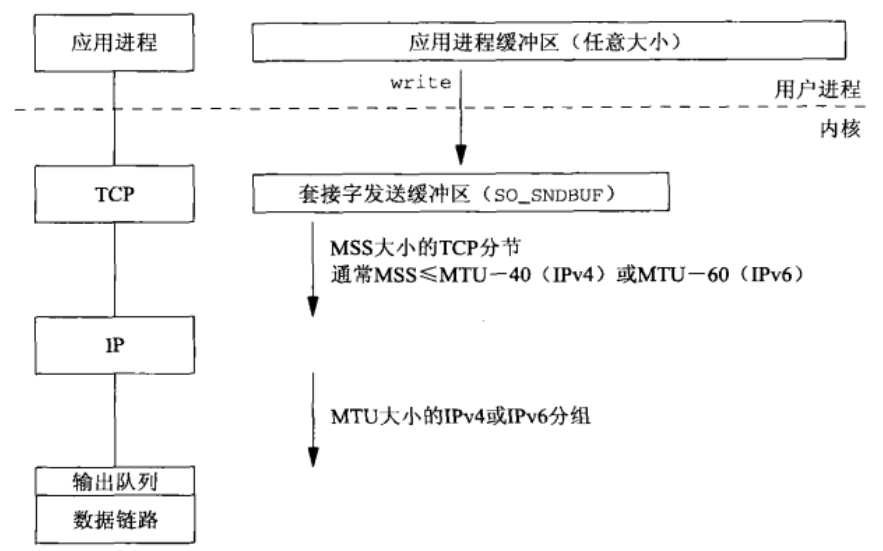 应用进程
应用进程缓冲区（任意大小）
write
用户进程
内核
TCP
套接字发送缓冲区（SO_SNDBUF）
MSS大小的TCP分节
通常MSS≤MTU－40（IPv4）或MTU－60（IPv6）
IP
MTU大小的IPv4或IPv6分组
输出队列
数据链路